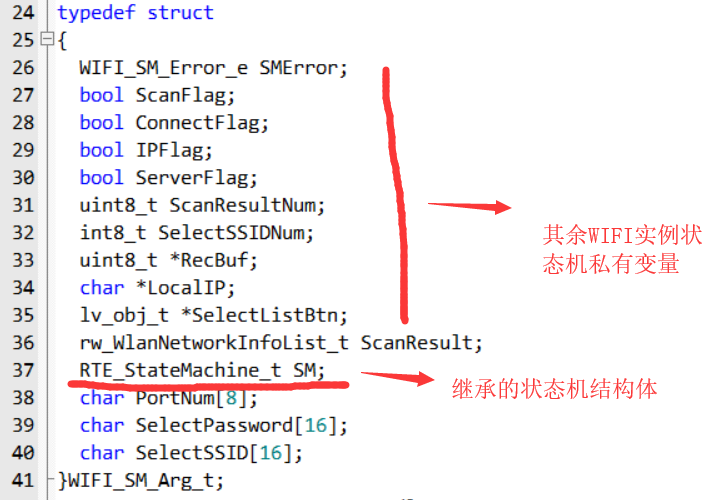 24 typedef struct
25 {
26 WIFI_SM_Error_e SMError;
27 bool ScanFlag;
28 bool ConnectFlag;
29 bool IPFlag;
30 bool ServerFlag;
31 uint8_t ScanResultNum;
32 int8_t SelectSSIDNum;
33 uint8_t *RecBuf;
34 char *LocalIP;
35 lv_obj_t *SelectListBtn;
36 rw_WlanNetworkInfoList_t ScanResult;
37 RTE_StateMachine_t SM;
38 char PortNum[8];
39 char SelectPassword[16];
40 char SelectSSID[16];
41 }WIFI_SM_Arg_t;
其余WIFI实例状
态机私有变量
继承的状态机结构体